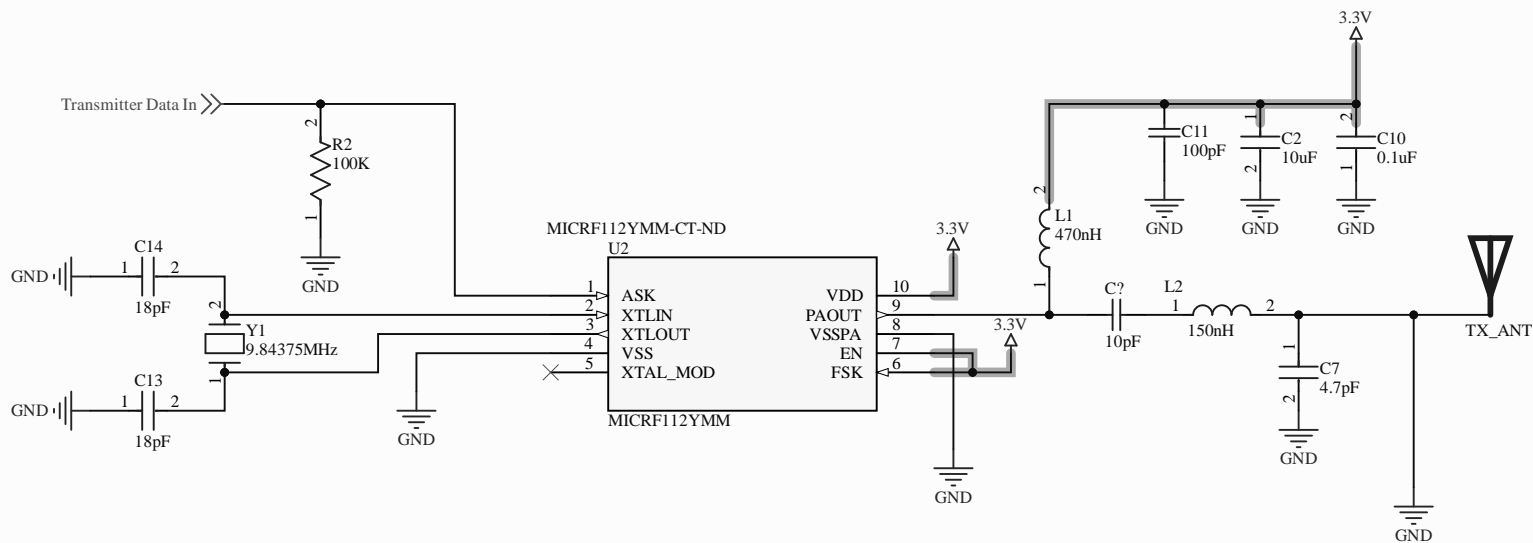 3.3V
Transmitter Data In
2
R2
100K
1
GND
C11
100pF
GND
1
C2
10uF
2
GND
2
C10
0.1uF
1
GND
2
L1
470nH
1
MICRF112YMM-CT-ND
U2
3.3V
C14
GND
1
2
18pF
2
Y1
9.84375MHz
1
C13
GND
1
2
18pF
1
ASK
2
XTLIN
3
XTLOUT
4
VSS
5
XTAL_MOD
VDD
10
PAOUT
9
VSSPA
8
EN
7
FSK
6
MICRF112YMM
GND
3.3V
GND
C?
10pF
L2
1
2
150nH
1
C7
4.7pF
2
GND
TX_ANT
GND